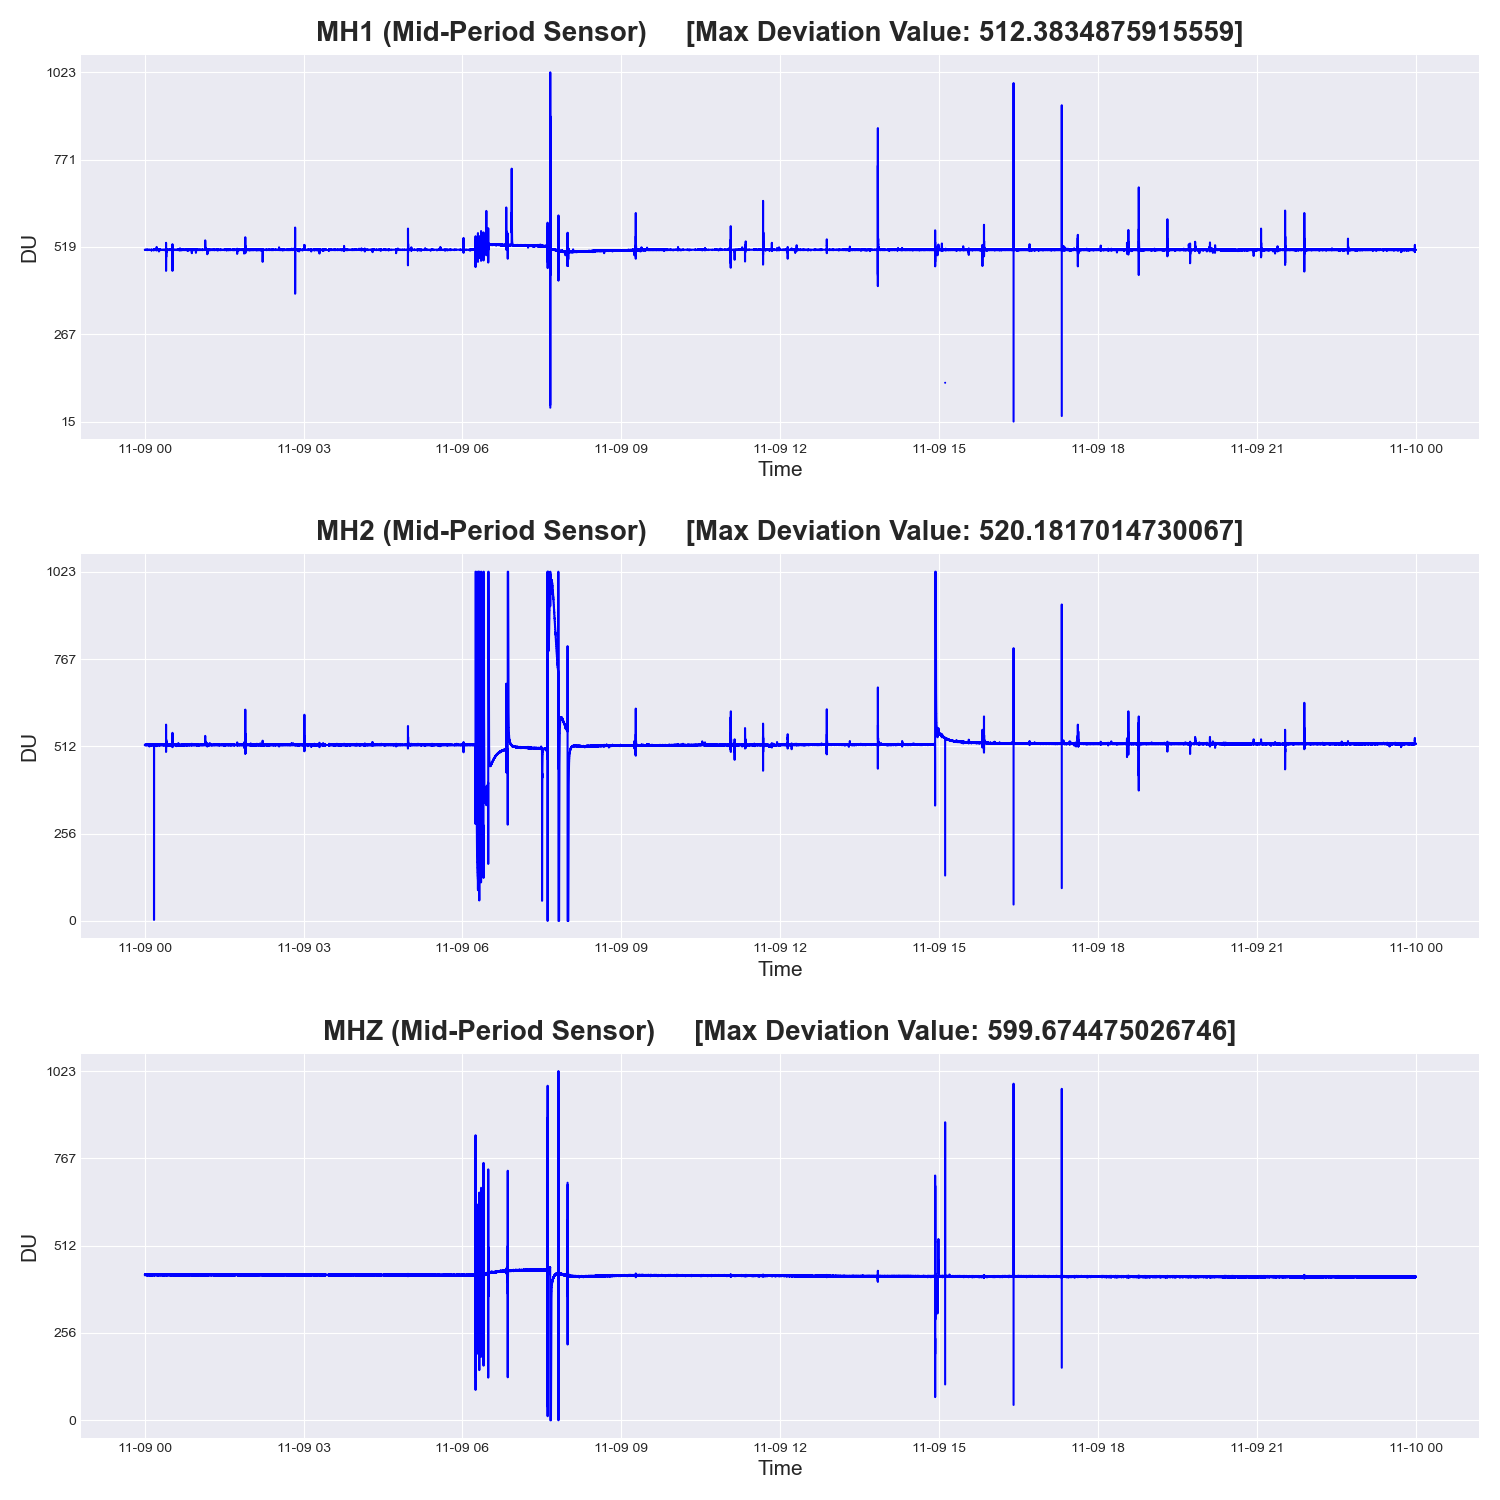 MH1 (Mid-Period Sensor) [Max Deviation Value: 512.3834875915559]
1023
771
519
267
15
DU
11-09 00 11-09 03 11-09 06 11-09 09 11-09 12 11-09 15 11-09 18 11-09 21 11-10 00
Time
MH2 (Mid-Period Sensor) [Max Deviation Value: 520.1817014730067]
1023
767
512
256
0
DU
11-09 00 11-09 03 11-09 06 11-09 09 11-09 12 11-09 15 11-09 18 11-09 21 11-10 00
Time
MHZ (Mid-Period Sensor) [Max Deviation Value: 599.674475026746]
1023
767
512
256
0
DU
11-09 00 11-09 03 11-09 06 11-09 09 11-09 12 11-09 15 11-09 18 11-09 21 11-10 00
Time